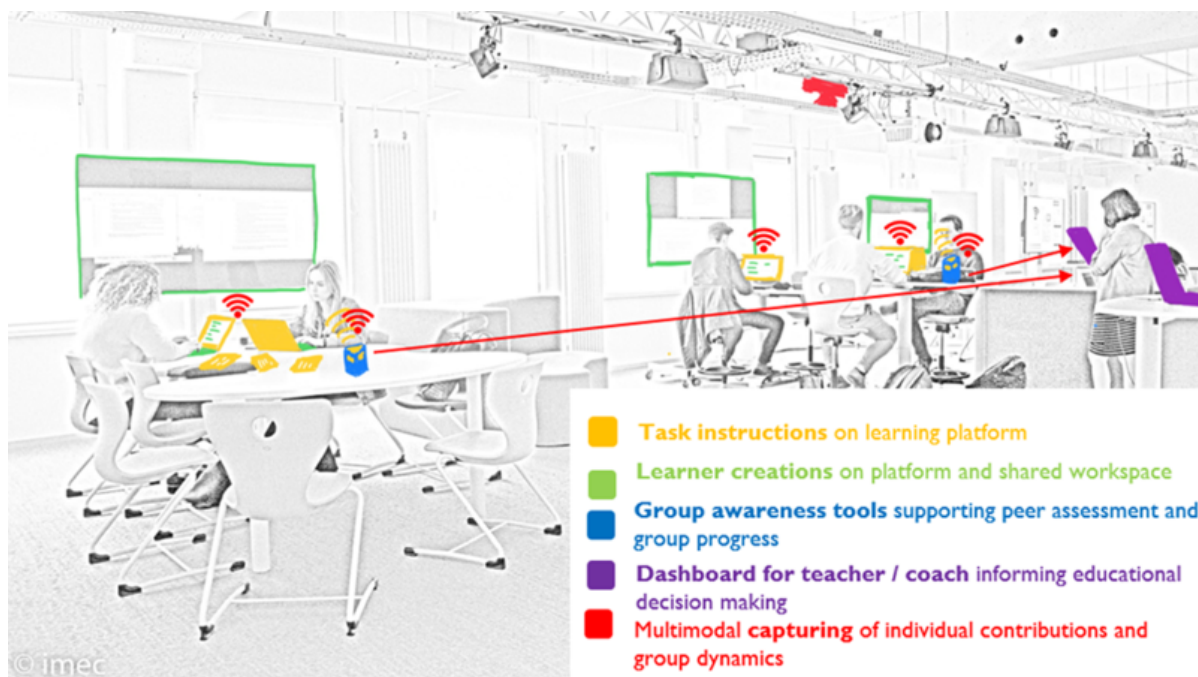 Task instructions on learning platform
Learner creations on platform and shared workspace
Group awareness tools supporting peer assessment and
group progress
Dashboard for teacher / coach informing educational
decision making
Multimodal capturing of individual contributions and
group dynamics
© imec